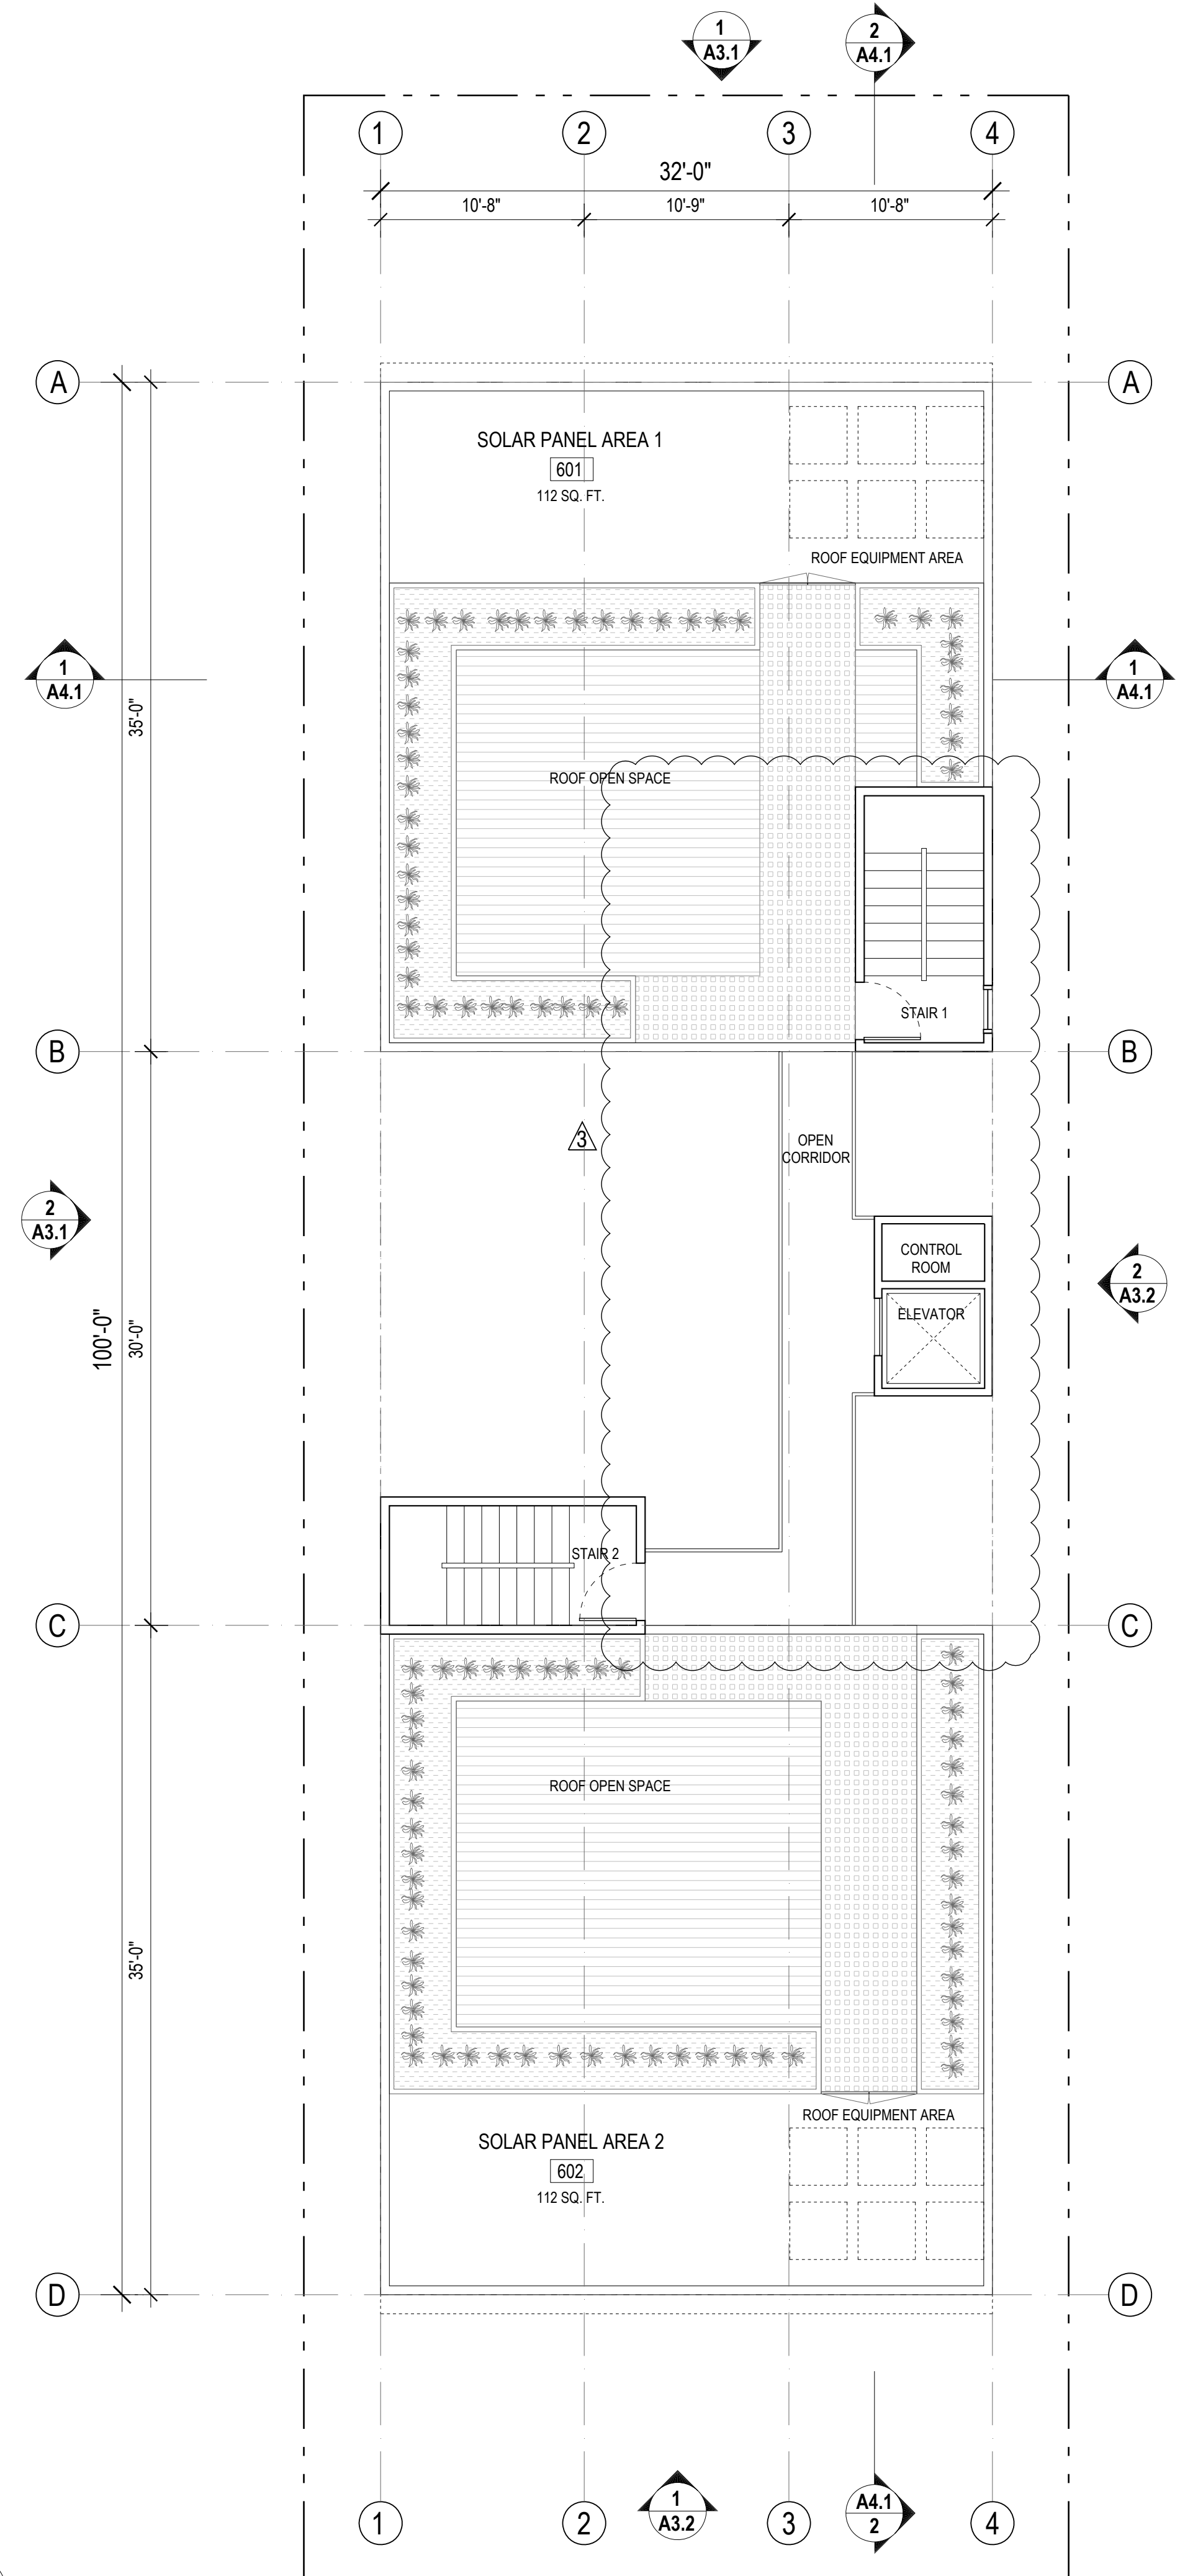 1
A3.1
2
A4.1
1
2
3
4
32'-0"
10'-8"
10'-9"
10'-8"
A
A
SOLAR PANEL AREA 1
601
112 SQ. FT.
ROOF EQUIPMENT AREA
1
A4.1
1
A4.1
35'-0"
ROOF OPEN SPACE
STAIR 1
B
B
3
OPEN
CORRIDOR
2
A3.1
CONTROL
ROOM
2
A3.2
ELEVATOR
100'-0"
30'-0"
STAIR 2
C
C
ROOF OPEN SPACE
35'-0"
ROOF EQUIPMENT AREA
SOLAR PANEL AREA 2
602
112 SQ. FT.
D
D
1
2
1
A3.2
3
A4.1
2
4